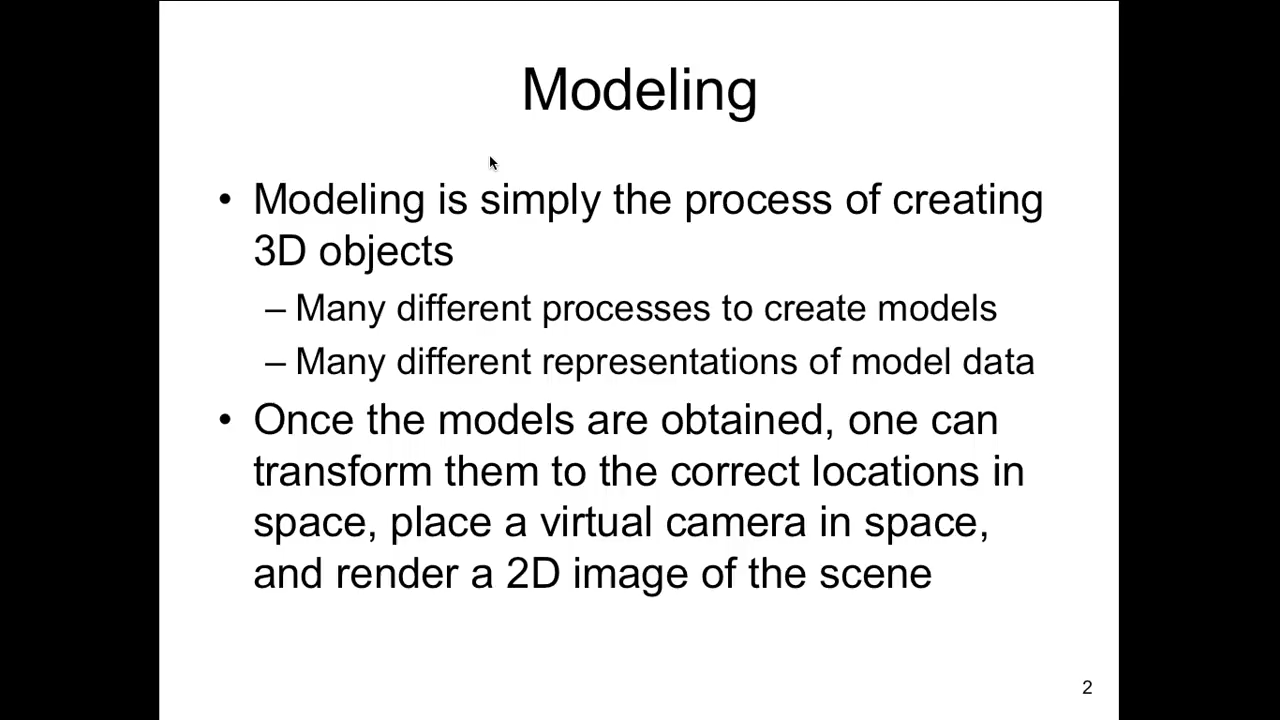 Modeling
• Modeling is simply the process of creating
3D objects
– Many different processes to create models
– Many different representations of model data
• Once the models are obtained, one can
transform them to the correct locations in
space, place a virtual camera in space,
and render a 2D image of the scene
2